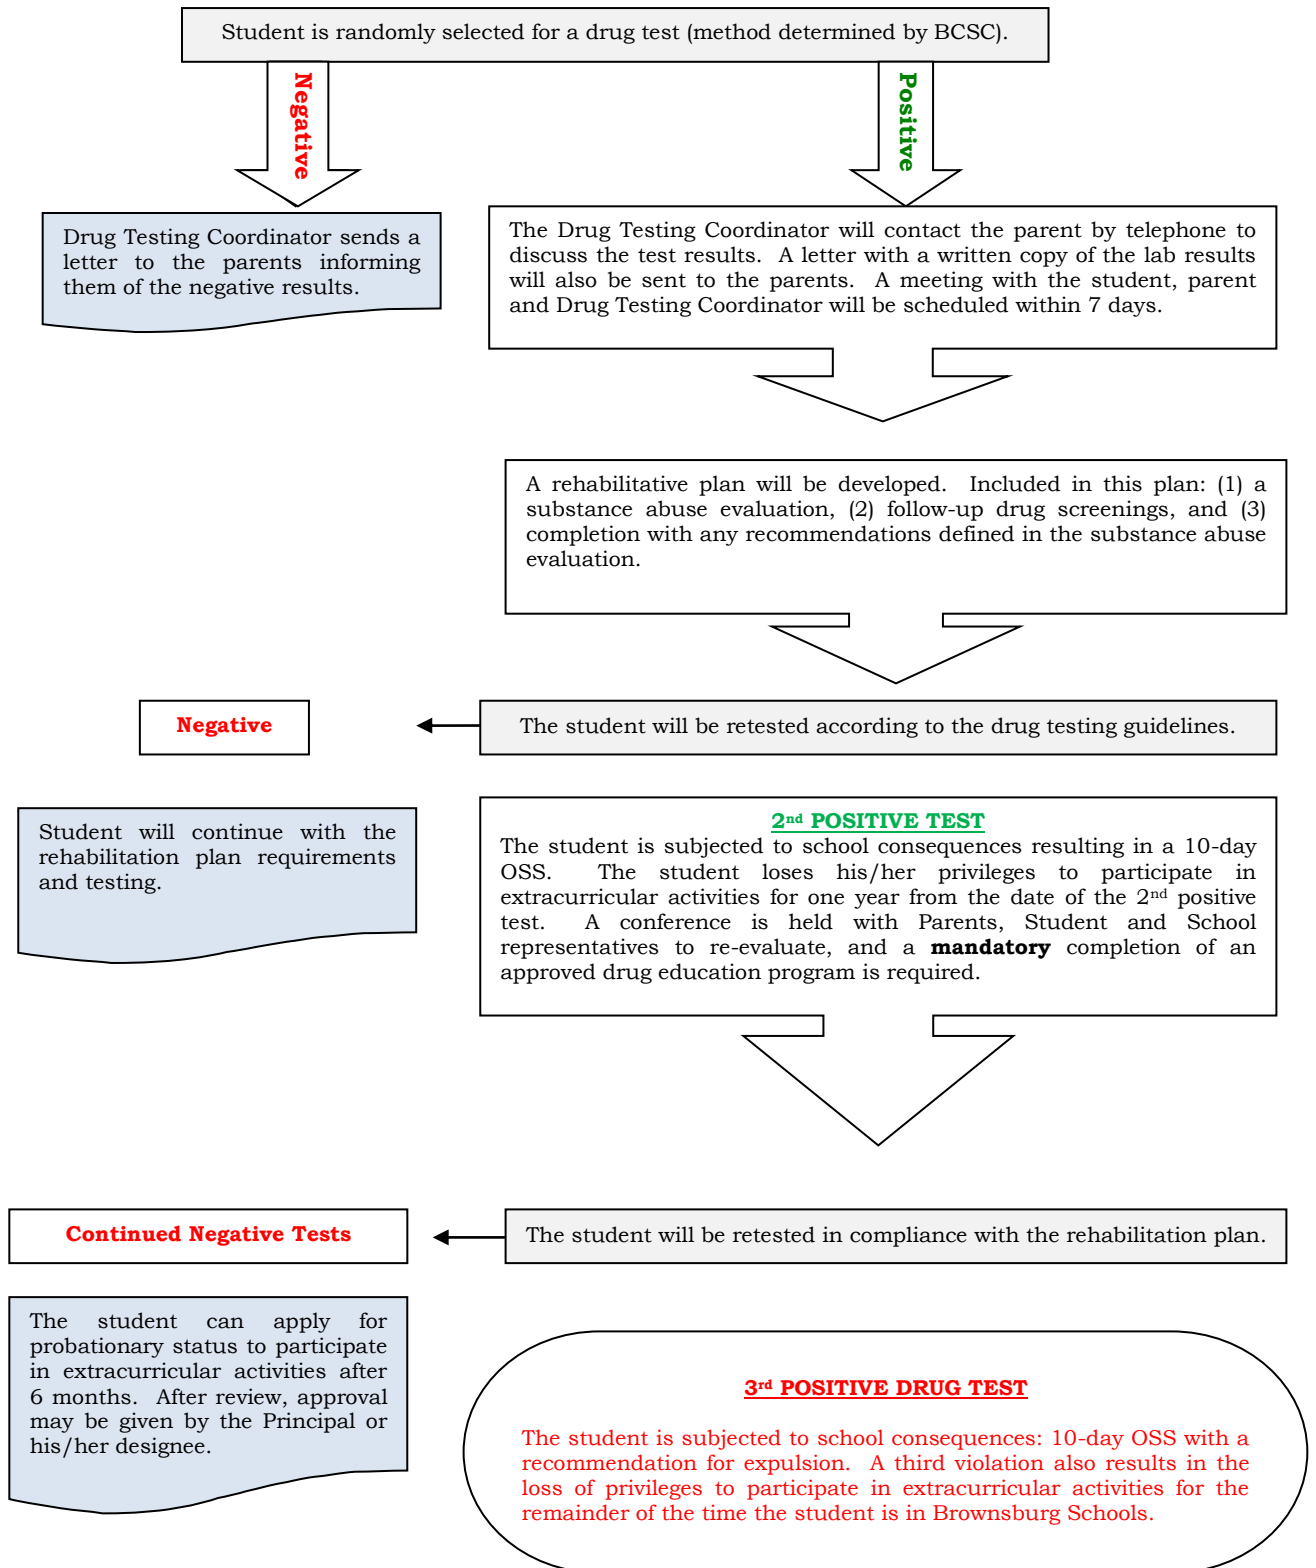 Student is randomly selected for a drug test (method determined by BCSC).
Negative
Positive
Drug Testing Coordinator sends a
letter to the parents informing
them of the negative results.
The Drug Testing Coordinator will contact the parent by telephone to
discuss the test results. A letter with a written copy of the lab results
will also be sent to the parents. A meeting with the student, parent
and Drug Testing Coordinator will be scheduled within 7 days.
A rehabilitative plan will be developed. Included in this plan: (1) a
substance abuse evaluation, (2) follow-up drug screenings, and (3)
completion with any recommendations defined in the substance abuse
evaluation.
Negative
The student will be retested according to the drug testing guidelines.
Student will continue with the
rehabilitation plan requirements
and testing.
2nd POSITIVE TEST
The student is subjected to school consequences resulting in a 10-day
OSS. The student loses his/her privileges to participate in
extracurricular activities for one year from the date of the 2nd positive
test. A conference is held with Parents, Student and School
representatives to re-evaluate, and a mandatory completion of an
approved drug education program is required.
Continued Negative Tests
The student will be retested in compliance with the rehabilitation plan.
The student can apply for
probationary status to participate
in extracurricular activities after
6 months. After review, approval
may be given by the Principal or
his/her designee.
3rd POSITIVE DRUG TEST
The student is subjected to school consequences: 10-day OSS with a
recommendation for expulsion. A third violation also results in the
loss of privileges to participate in extracurricular activities for the
remainder of the time the student is in Brownsburg Schools.